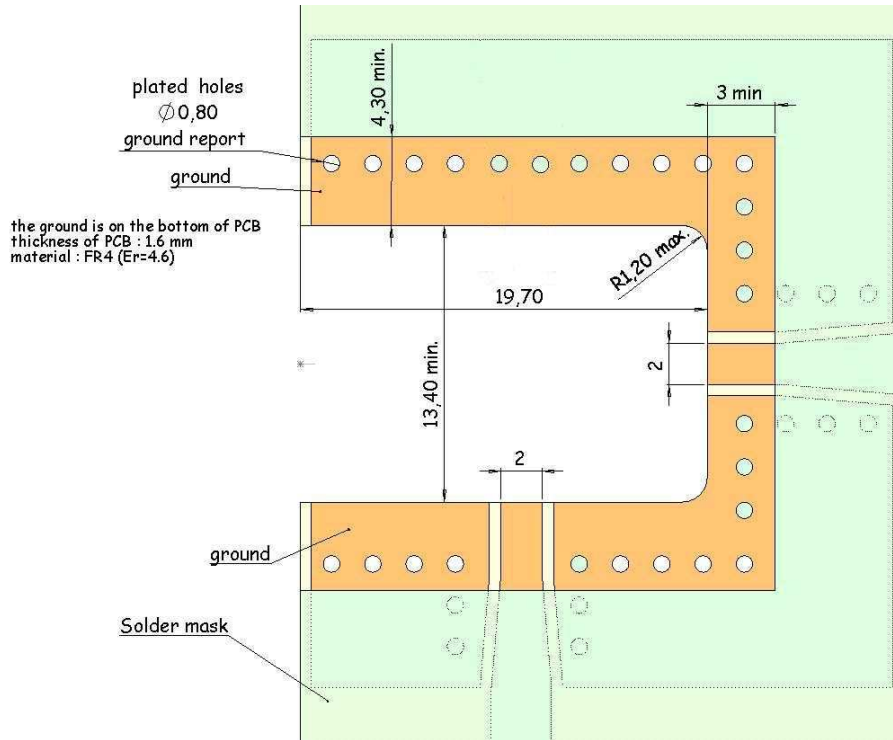 plated holes
∅0,80
ground report
ground
the ground is on the bottom of PCB
thickness of PCB : 1.6 mm
material : FR4 (Er=4.6)
4,30 min.
3 min
R1,20 max.
19,70
13,40 min.
2
2
ground
Solder mask